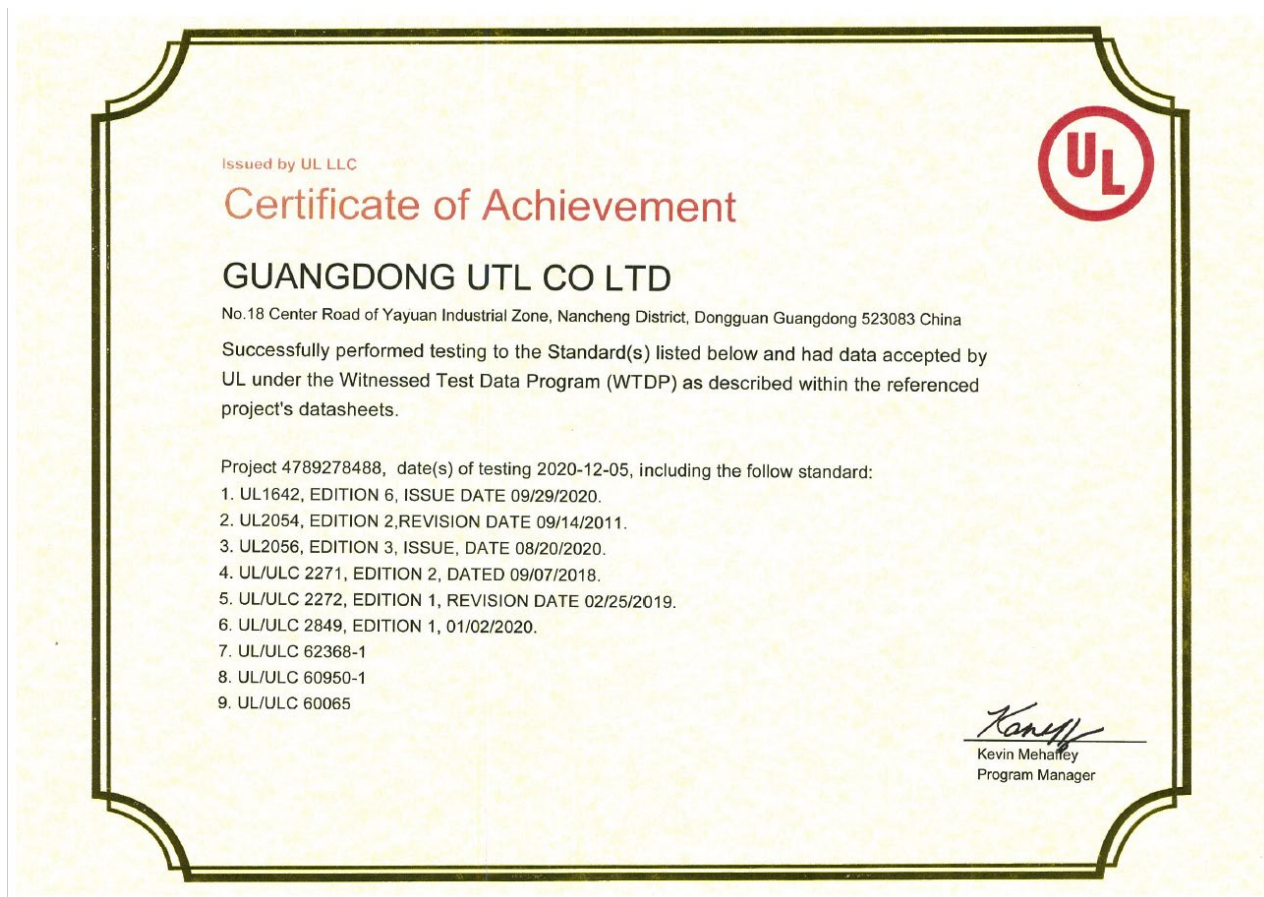 Issued by UL LLC
Certificate of Achievement
UL
GUANGDONG UTL CO LTD
No.18 Center Road of Yayuan Industrial Zone, Nancheng District, Dongguan Guangdong 523083 China
Successfully performed testing to the Standard(s) listed below and had data accepted by
UL under the Witnessed Test Data Program (WTDP) as described within the referenced
project's datasheets.
Project 4789278488, date(s) of testing 2020-12-05, including the follow standard:
1. UL1642, EDITION 6, ISSUE DATE 09/29/2020.
2. UL2054, EDITION 2,REVISION DATE 09/14/2011.
3. UL2056, EDITION 3, ISSUE, DATE 08/20/2020.
4. UL/ULC 2271, EDITION 2, DATED 09/07/2018.
5. UL/ULC 2272, EDITION 1, REVISION DATE 02/25/2019.
6. UL/ULC 2849, EDITION 1, 01/02/2020.
7. UL/ULC 62368-1
8. UL/ULC 60950-1
9. UL/ULC 60065
Kevin Mehaffey
Program Manager